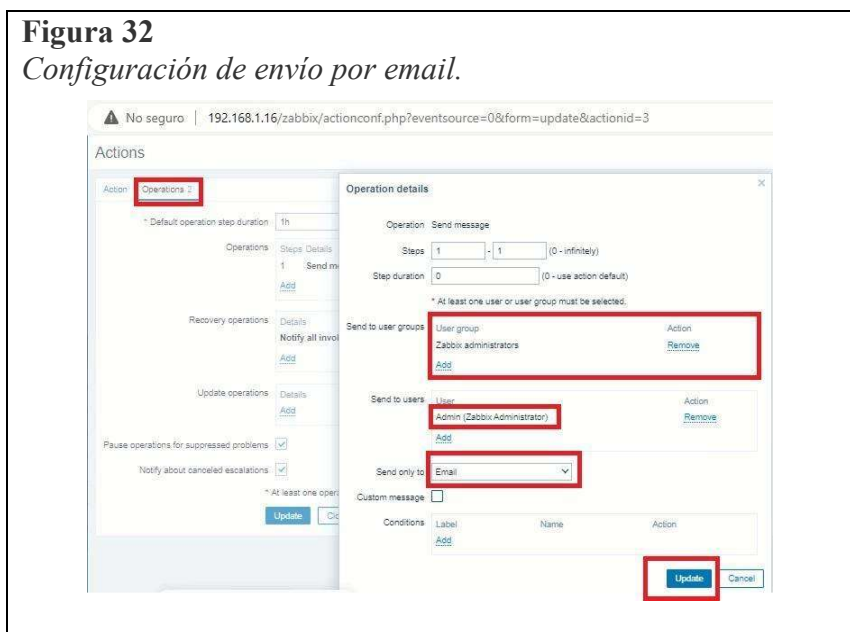 Figura 32
Configuración de envío por email.
No seguro | 192.168.1.16/zabbix/actionconf.php?eventsource=0&form=update&actionid=3
Actions
Action Operations 2
* Default operation step duration 1h
Operations Steps Details
1 Send m
Add
Recovery operations Details
Notify all invol
Add
Update operations Details
Add
Pause operations for suppressed problems
Notify about canceled escalations
* At least one oper
Update Clo
Operation details ×
Operation Send message
Steps 1 - 1 (0 - infinitely)
Step duration 0 (0 - use action default)
* At least one user or user group must be selected.
Send to user groups User group Action
Zabbix administrators Remove
Add
Send to users User Action
Admin (Zabbix Administrator) Remove
Add
Send only to Email
Custom message
Conditions Label Name Action
Add
Update Cancel